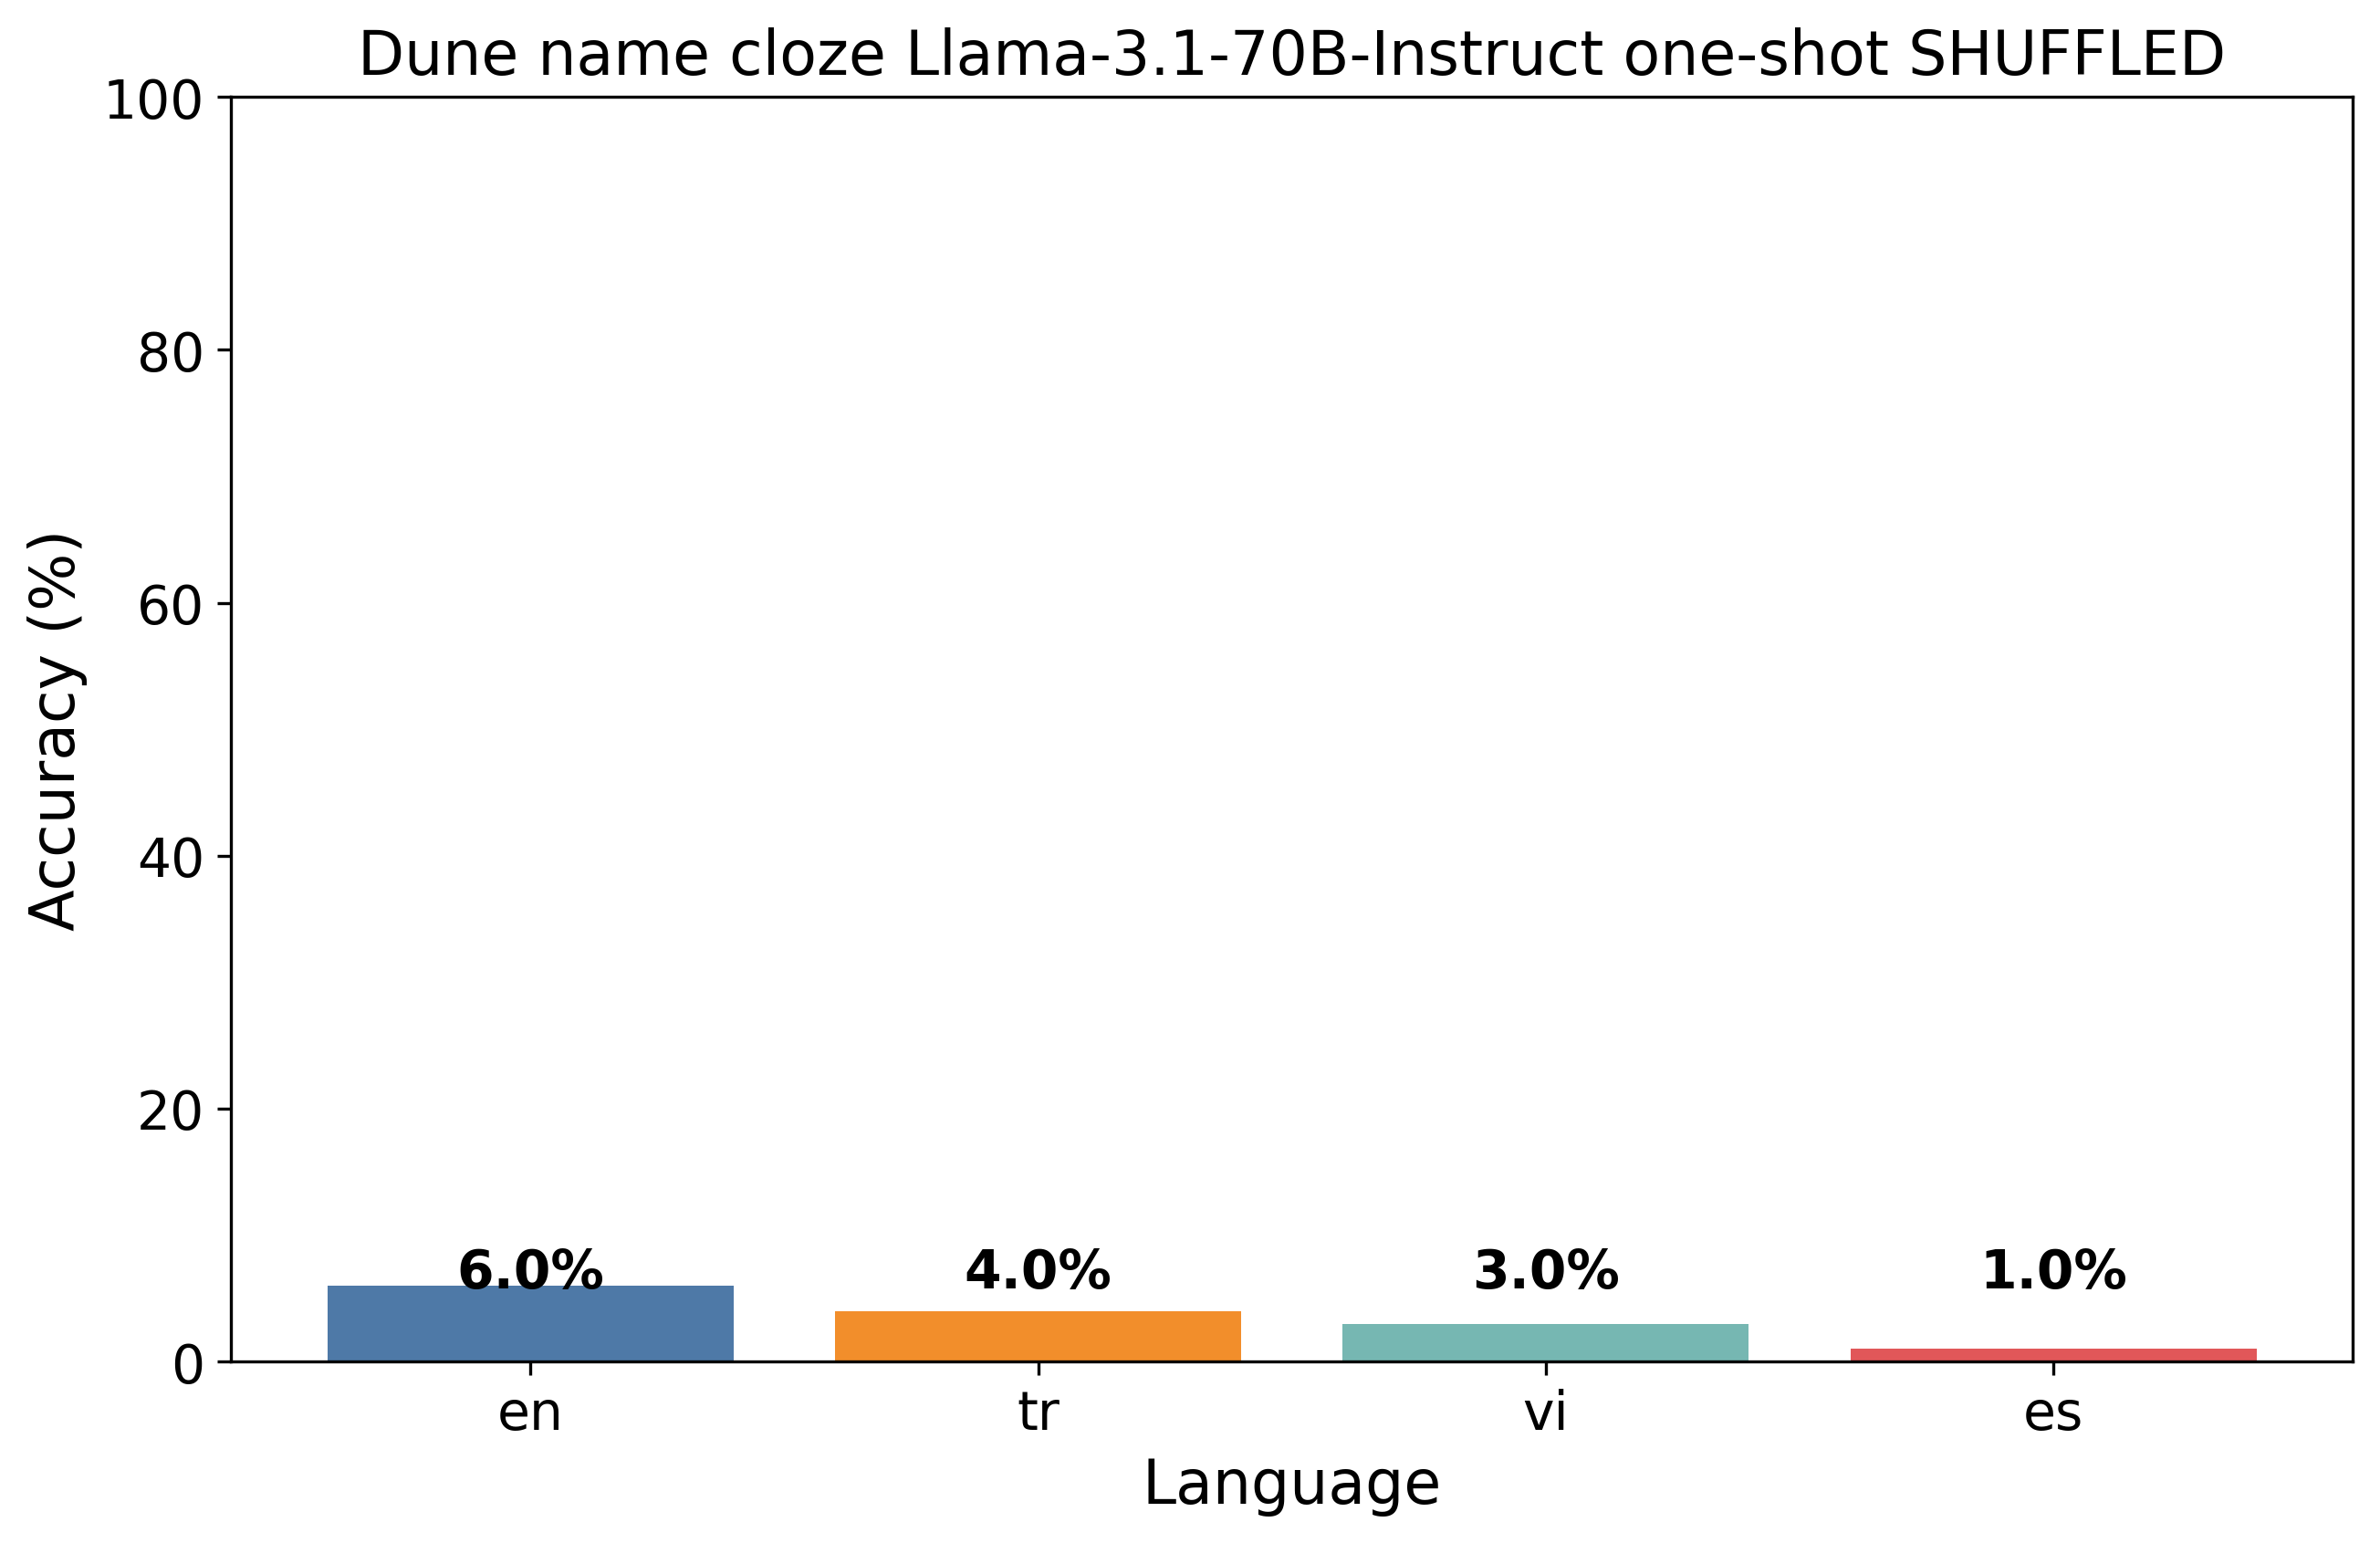 Dune name cloze Llama-3.1-70B-Instruct one-shot SHUFFLED
100
80
60
40
20
0
Accuracy (%)
6.0%
4.0%
3.0%
1.0%
en
tr
vi
es
Language